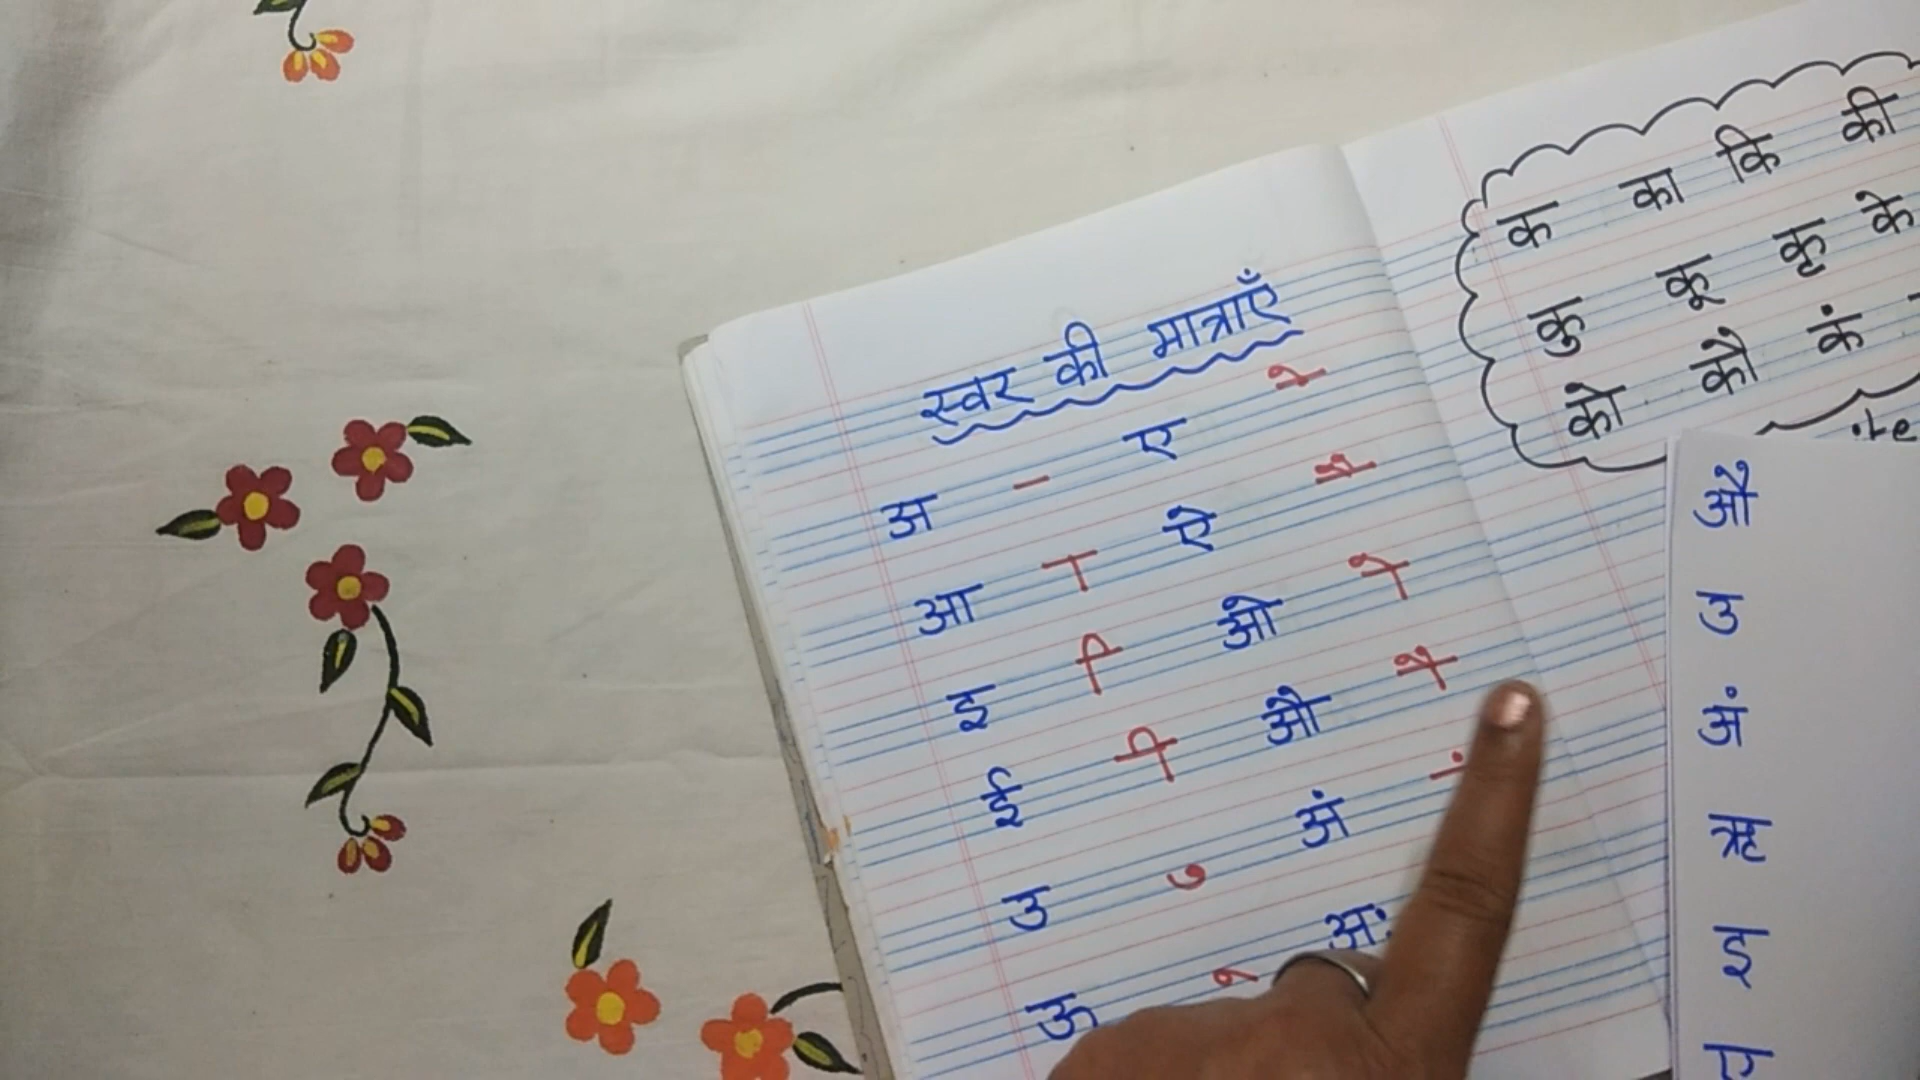 स्वर की मात्राएँ
अ - ए े
आ ा ऐ ै
इ ि ओ ो
ई ी औ ौ
उ ु अं ं
ऊ ू अः
क का कि की
कु कू कृ के
को कौ कं
औ
उ
अं
ऋ
इ